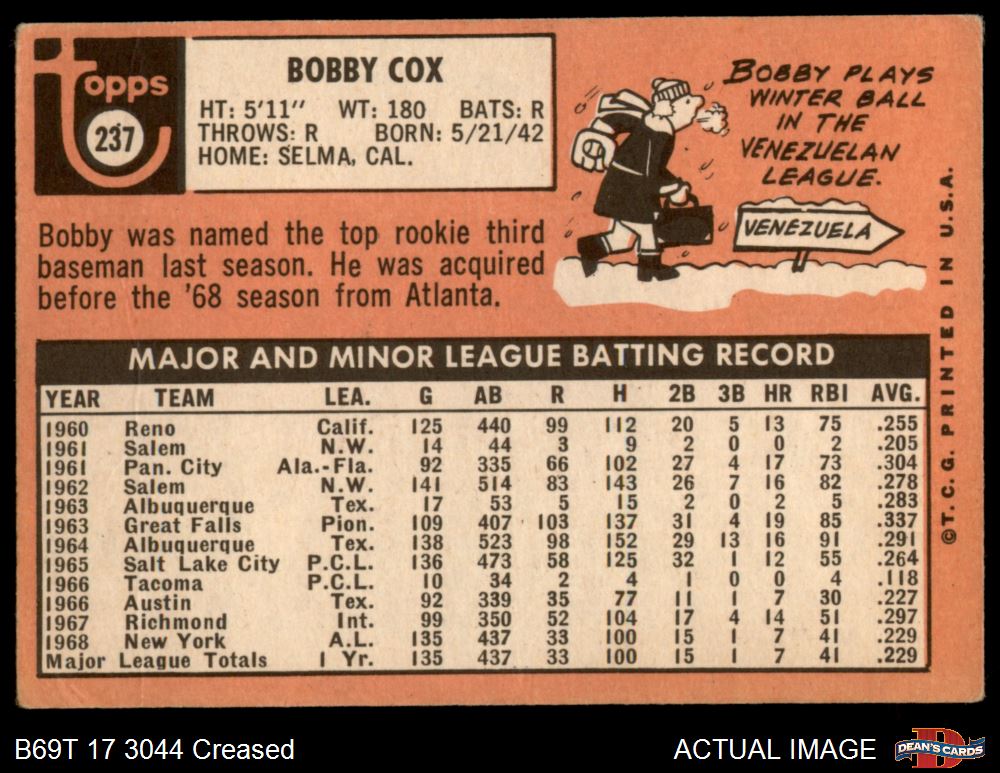 Topps
237
BOBBY COX
HT: 5'11" WT: 180 BATS: R
THROWS: R BORN: 5/21/42
HOME: SELMA, CAL.
BOBBY PLAYS
WINTER BALL
IN THE
VENEZUELAN
LEAGUE.
VENEZUELA
Bobby was named the top rookie third
baseman last season. He was acquired
before the '68 season from Atlanta.
MAJOR AND MINOR LEAGUE BATTING RECORD
YEAR TEAM LEA. G AB R H 2B 3B HR RBI AVG.
1960 Reno Calif. 125 440 99 112 20 5 13 75 .255
1961 Salem N.W. 14 44 3 9 2 0 0 2 .205
1961 Pan. City Ala.-Fla. 92 335 66 102 27 4 17 73 .304
1962 Salem N.W. 141 514 83 143 26 7 16 82 .278
1963 Albuquerque Tex. 17 53 5 15 2 0 2 5 .283
1963 Great Falls Pion. 109 407 103 137 31 4 19 85 .337
1964 Albuquerque Tex. 138 523 98 152 29 13 16 91 .291
1965 Salt Lake City P.C.L. 136 473 58 125 32 1 12 55 .264
1966 Tacoma P.C.L. 10 34 2 4 1 0 0 4 .118
1966 Austin Tex. 92 339 35 77 11 1 7 30 .227
1967 Richmond Int. 99 350 52 104 17 4 14 51 .297
1968 New York A.L. 135 437 33 100 15 1 7 41 .229
Major League Totals 1 Yr. 135 437 33 100 15 1 7 41 .229
©T.C.G. PRINTED IN U.S.A.
B69T 17 3044 Creased
ACTUAL IMAGE
D
DEAN'S CARDS